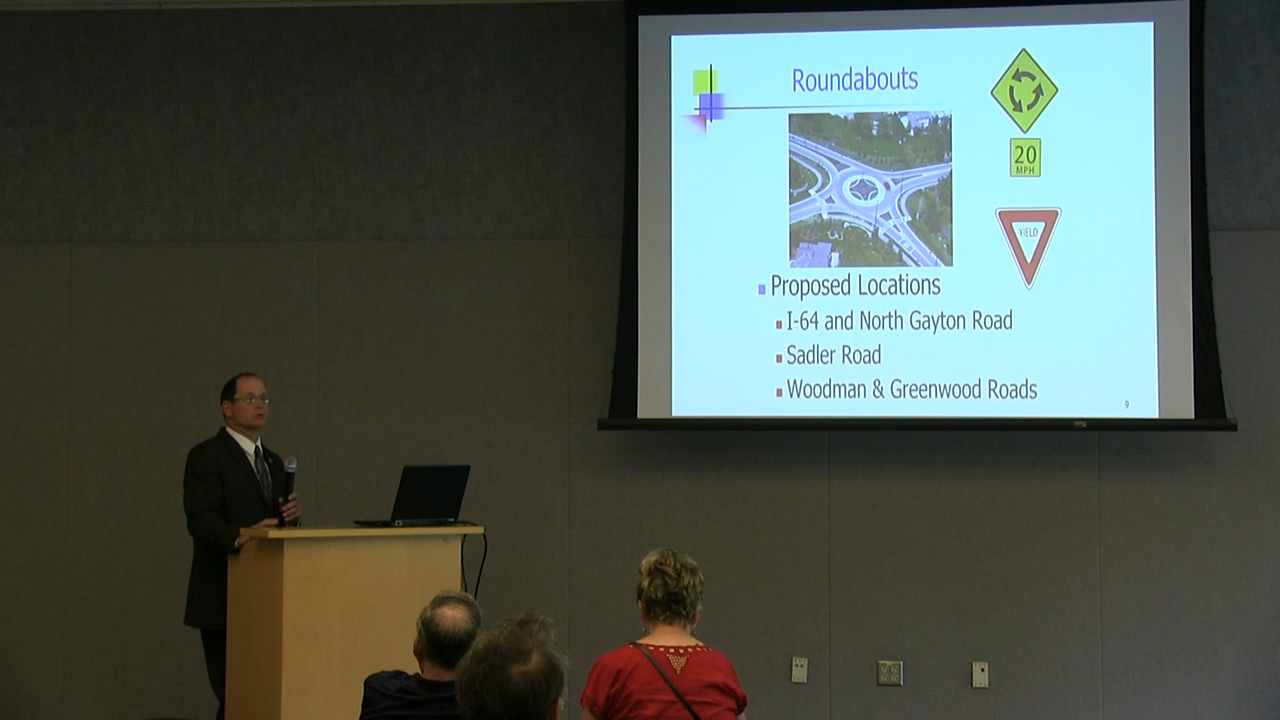 Roundabouts
20
MPH
YIELD
Proposed Locations
I-64 and North Gayton Road
Sadler Road
Woodman & Greenwood Roads
9